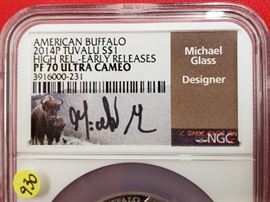 AMERICAN BUFFALO
2014P TUVALU S$1
HIGH REL.-EARLY RELEASES
PF 70 ULTRA CAMEO
3916000-231
Michael
Glass
Designer
NGC
930
BUFFALO